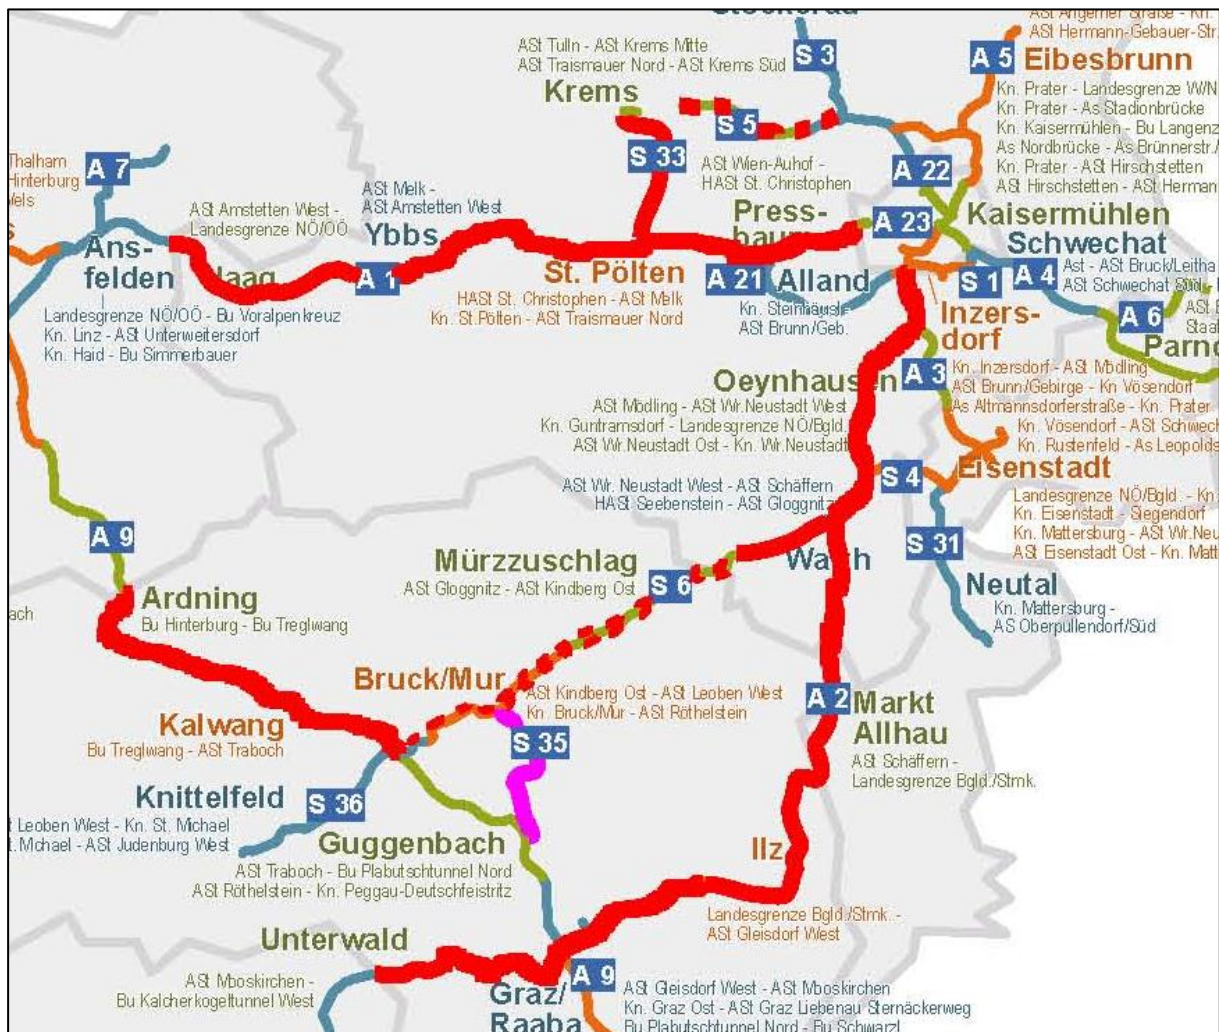 ASt Tulln - ASt Krems Mitte
ASt Traismauer Nord - ASt Krems Süd
Krems
S 3
S 5
S 33
ASt Angerner Straße - Kn.
ASt Hermann-Gebauer-Str.
A 5
Eibesbrunn
Kn. Prater - Landesgrenze W/N
Kn. Prater - As Stadionbrücke
Kn. Kaisermühlen - Bu Langenz
As Nordbrücke - As Brünnerstr./
Kn. Prater - ASt Hirschstetten
ASt Hirschstetten - ASt Herman
A 22
ASt Wien-Auhof -
HASt St. Christophen
Press-
baum
A 23
Kaisermühlen
Thalham
Hinterburg
Wels
A 7
Ans-
felden
ASt Amstetten West -
Landesgrenze NÖ/OÖ
Haag
A 1
ASt Melk -
ASt Amstetten West
Ybbs
Landesgrenze NÖ/OÖ - Bu Voralpenkreuz
Kn. Linz - ASt Unterweitersdorf
Kn. Haid - Bu Simmerbauer
St. Pölten
HASt St. Christophen - ASt Melk
Kn. St.Pölten - ASt Traismauer Nord
A 21
Alland
Kn. Steinhäusl -
ASt Brunn/Geb.
Schwechat
S 1
A 4
Ast - ASt Bruck/Leitha
ASt Schwechat Süd -
A 6
Inzers-
dorf
Kn. Inzersdorf - ASt Mödling
ASt Brunn/Gebirge - Kn Vösendorf
As Altmannsdorferstraße - Kn. Prater
Kn. Vösendorf - ASt Schwech
Kn. Rustenfeld - As Leopolds
Oeynhausen
A 3
ASt Mödling - ASt Wr.Neustadt West
Kn. Guntramsdorf - Landesgrenze NÖ/Bgld.
ASt Wr.Neustadt Ost - Kn. Wr.Neustadt
S 4
Eisenstadt
Landesgrenze NÖ/Bgld. - Kn
Kn. Eisenstadt - Siegendorf
Kn. Mattersburg - ASt Wr.Neu
ASt Eisenstadt Ost - Kn. Matt
ASt Wr. Neustadt West - ASt Schäffern
HASt Seebenstein - ASt Gloggnitz
S 31
Neutal
Kn. Mattersburg -
AS Oberpullendorf/Süd
A 9
Ardning
Bu Hinterburg - Bu Treglwang
Mürzzuschlag
ASt Gloggnitz - ASt Kindberg Ost
S 6
Bruck/Mur
ASt Kindberg Ost - ASt Leoben West
Kn. Bruck/Mur - ASt Röthelstein
Kalwang
Bu Treglwang - ASt Traboch
S 35
A 2
Markt
Allhau
ASt Schäffern -
Landesgrenze Bgld./Stmk.
Knittelfeld
S 36
t Leoben West - Kn. St. Michael
t. Michael - ASt Judenburg West
Guggenbach
ASt Traboch - Bu Plabutschtunnel Nord
ASt Röthelstein - Kn. Peggau-Deutschfeistritz
Ilz
Landesgrenze Bgld./Stmk. -
ASt Gleisdorf West
Unterwald
ASt Mooskirchen -
Bu Kalcherkogeltunnel West
Graz/
Raaba
A 9
ASt Gleisdorf West - ASt Mooskirchen
Kn. Graz Ost - ASt Graz Liebenau Sternäckerweg
Bu Plabutschtunnel Nord - Bu Schwarzl